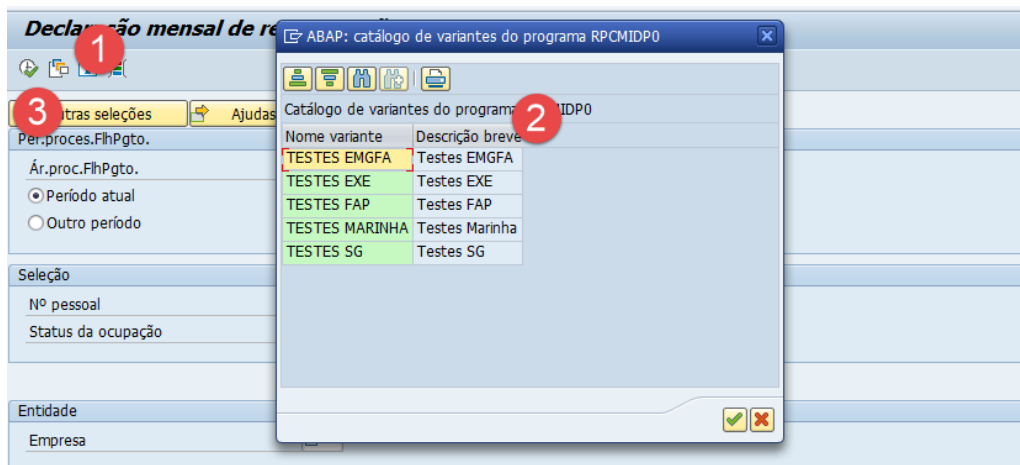 Declaração mensal de re
ABAP: catálogo de variantes do programa RPCMIDP0
1
3
utras seleções
Ajudas
Catálogo de variantes do programa
MIDP0
2
Nome variante Descrição breve
TESTES EMGFA Testes EMGFA
TESTES EXE Testes EXE
TESTES FAP Testes FAP
TESTES MARINHA Testes Marinha
TESTES SG Testes SG
Per.proces.FlhPgto.
Ár.proc.FlhPgto.
Período atual
Outro período
Seleção
Nº pessoal
Status da ocupação
Entidade
Empresa